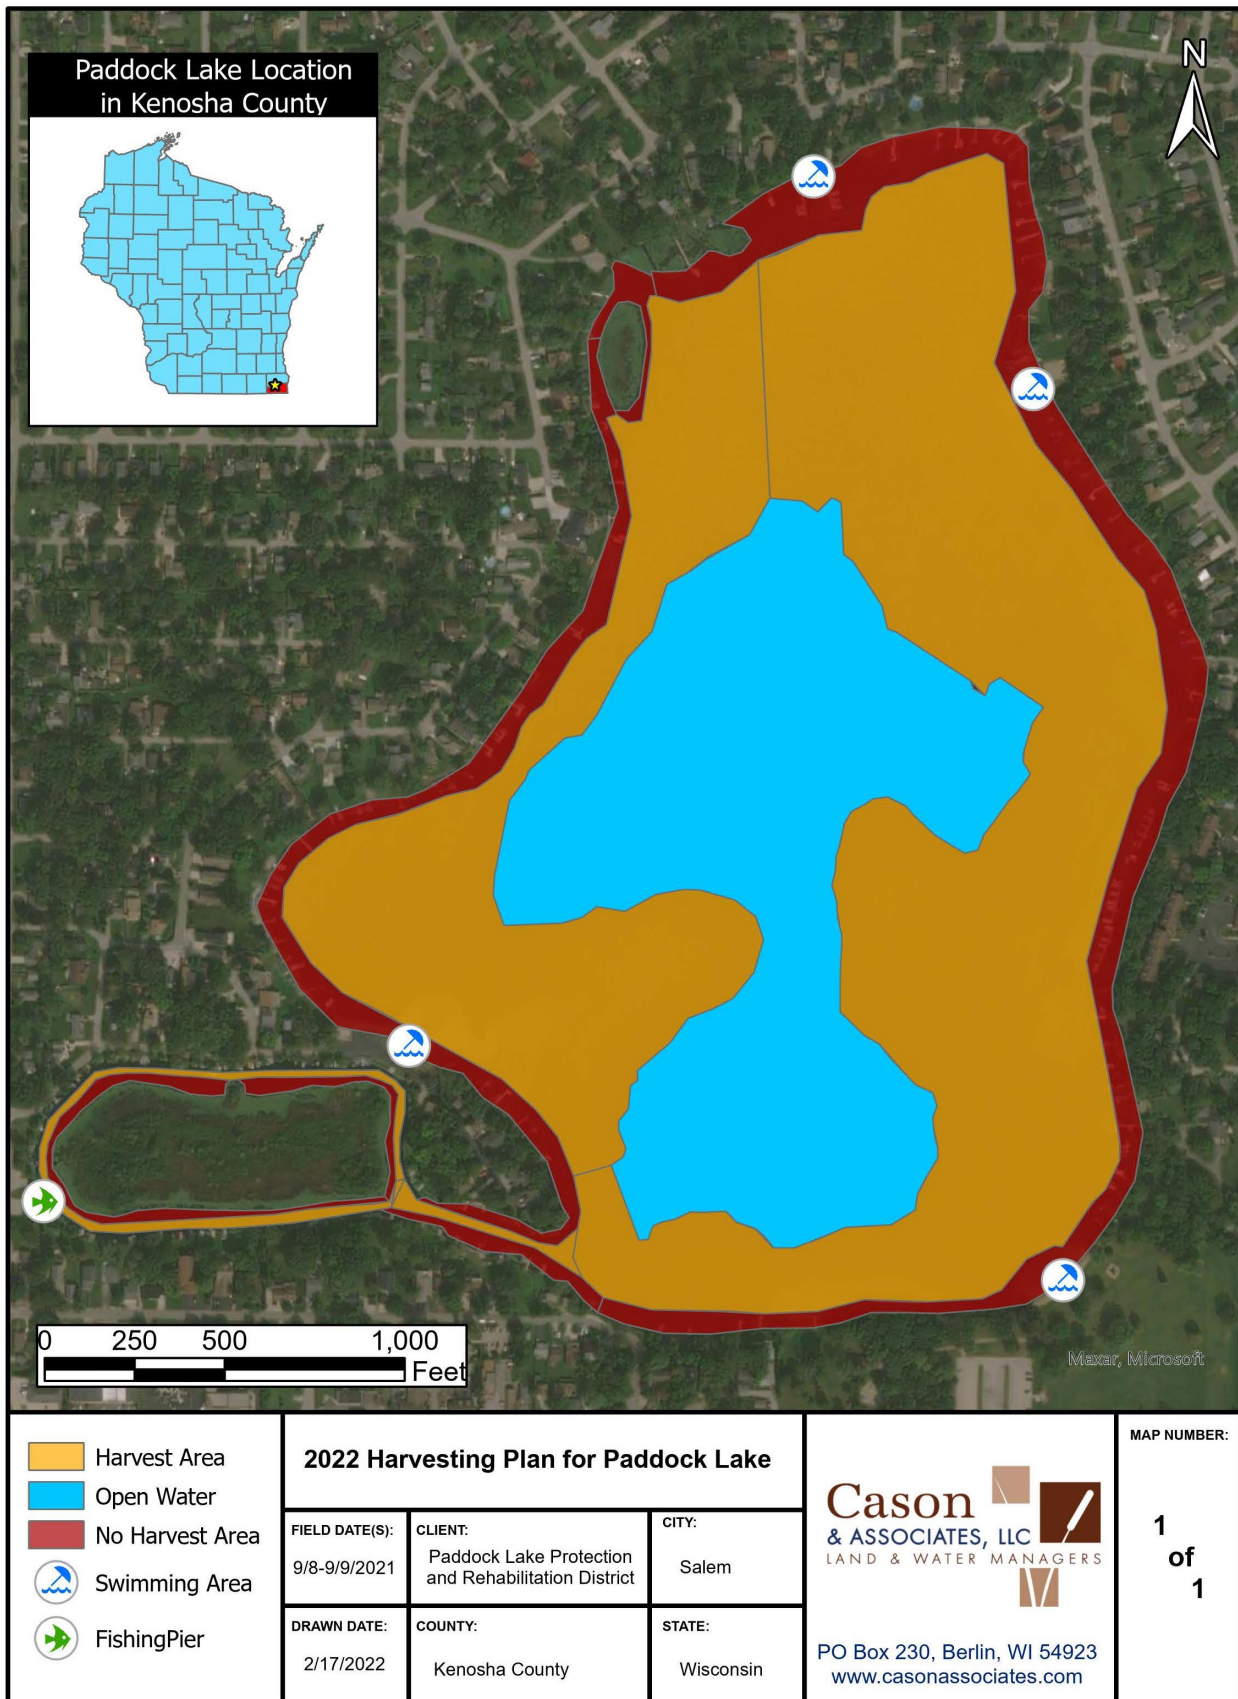 Paddock Lake Location
in Kenosha County
N
0 250 500 1,000
Feet
Maxar, Microsoft
Harvest Area
Open Water
No Harvest Area
Swimming Area
FishingPier
2022 Harvesting Plan for Paddock Lake
FIELD DATE(S):
9/8-9/9/2021
CLIENT:
Paddock Lake Protection
and Rehabilitation District
CITY:
Salem
DRAWN DATE:
2/17/2022
COUNTY:
Kenosha County
STATE:
Wisconsin
Cason
& ASSOCIATES, LLC
LAND & WATER MANAGERS
PO Box 230, Berlin, WI 54923
www.casonassociates.com
MAP NUMBER:
1
of
1